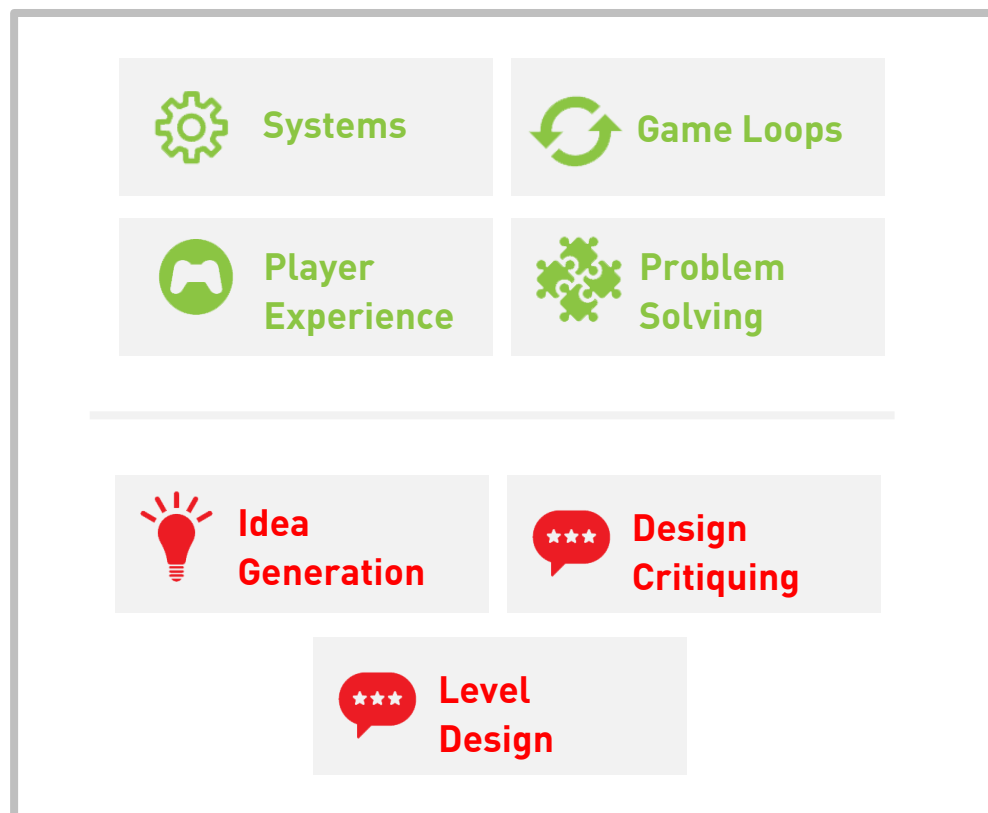 Systems
Game Loops
Player
Experience
Problem
Solving
Idea
Generation
Design
Critiquing
Level
Design